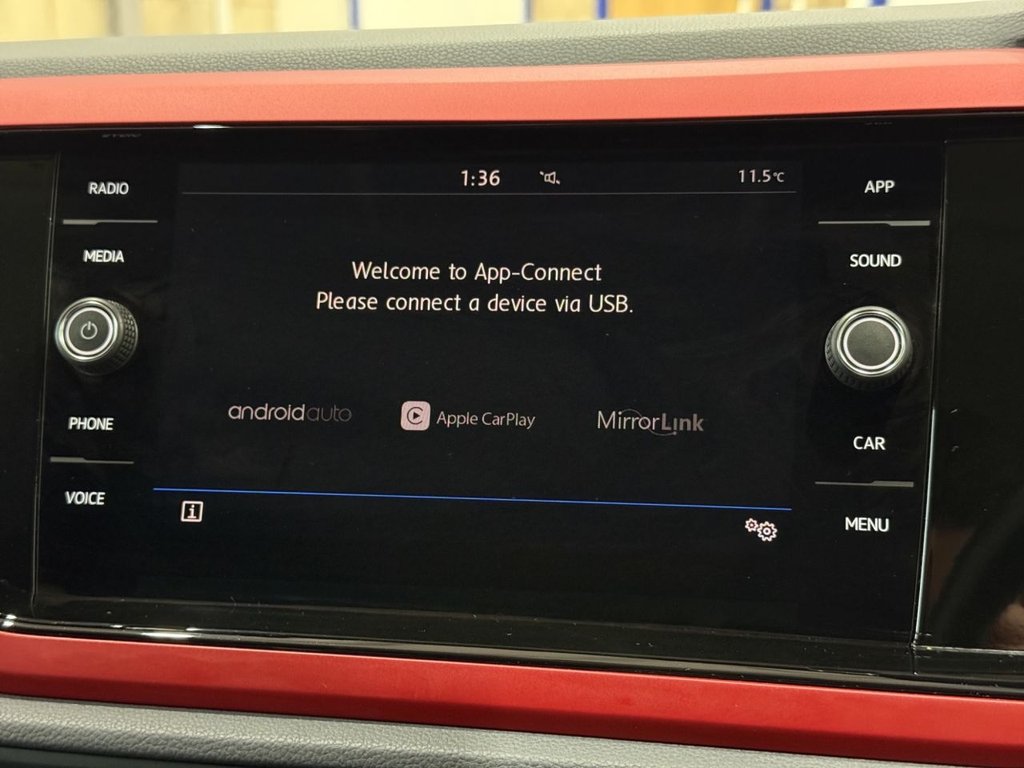 RADIO
MEDIA
PHONE
VOICE
1:36
11.5°C
Welcome to App-Connect
Please connect a device via USB.
androidauto
Apple CarPlay
MirrorLink
i
APP
SOUND
CAR
MENU